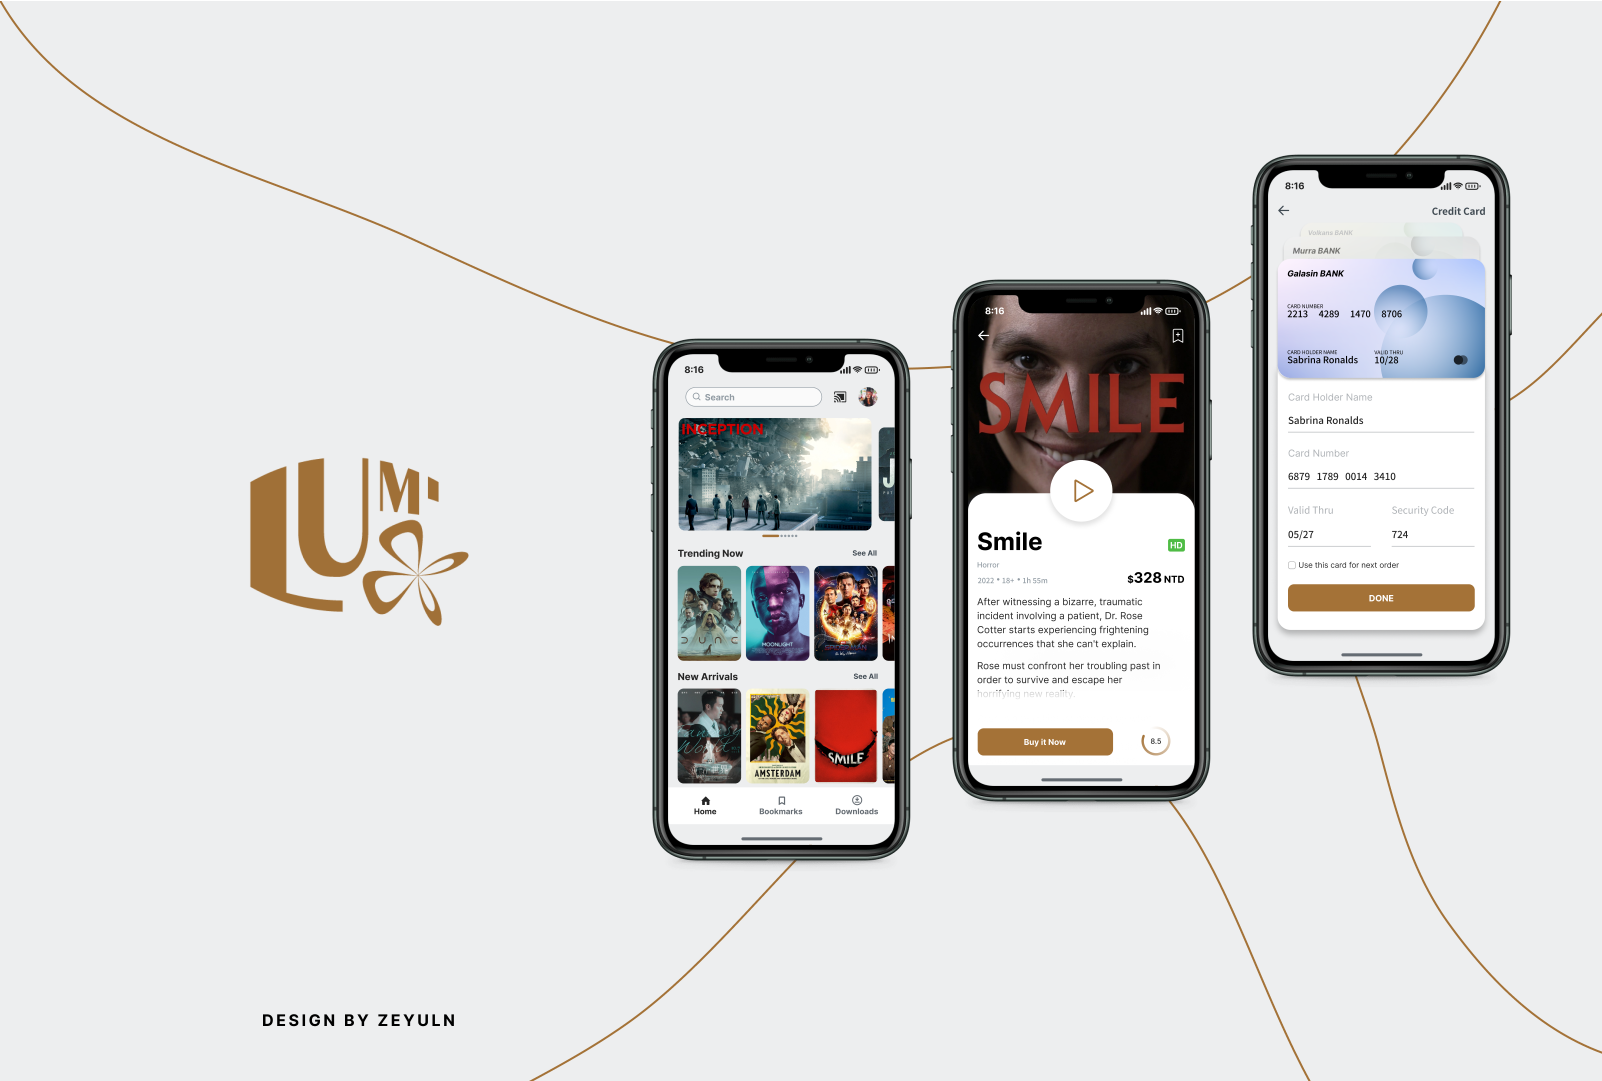 LUMI
DESIGN BY ZEYULN
8:16
Search
INCEPTION
J
Trending Now
See All
DUNE
MOONLIGHT
SPIDER-MAN
New Arrivals
See All
AMSTERDAM
SMILE
Home
Bookmarks
Downloads
8:16
SMILE
Smile
HD
Horror
2022 * 18+ * 1h 55m
$328 NTD
After witnessing a bizarre, traumatic
incident involving a patient, Dr. Rose
Cotter starts experiencing frightening
occurrences that she can't explain.
Rose must confront her troubling past in
order to survive and escape her
horrifying new reality.
Buy it Now
8.5
8:16
Credit Card
Velkans BANK
Murra BANK
Galasin BANK
CARD NUMBER
2213 4289 1470 8706
CARD HOLDER NAME VALID THRU
Sabrina Ronalds 10/28
Card Holder Name
Sabrina Ronalds
Card Number
6879 1789 0014 3410
Valid Thru Security Code
05/27 724
Use this card for next order
DONE